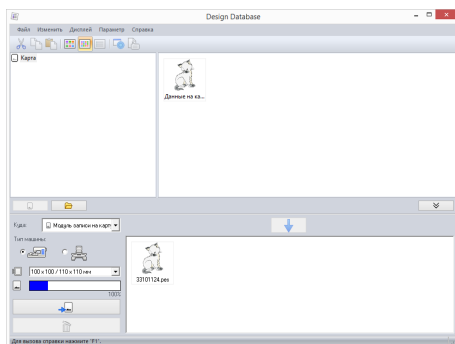 Design Database
Файл Изменить Дисплей Параметр Справка
Карта
Данные на ка...
Куда: Модуль записи на карт
Тип машины:
100 x 100 / 110 x 110 мм
100%
33101124.pes
Для вызова справки нажмите "F1".